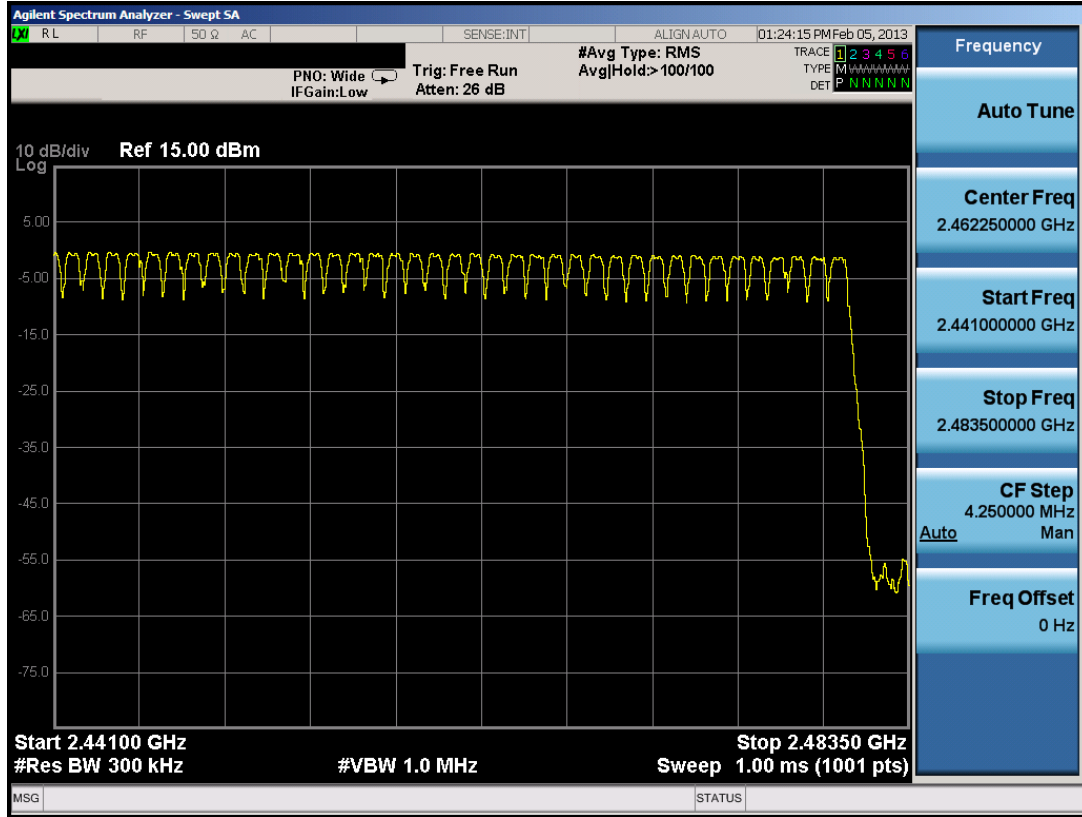 Agilent Spectrum Analyzer - Swept SA
LXI RL RF 50 Ω AC SENSE:INT ALIGN AUTO 01:24:15 PM Feb 05, 2013
Frequency
#Avg Type: RMS TRACE 1 2 3 4 5 6
PNO: Wide Trig: Free Run Avg|Hold:>100/100 TYPE M WWWWW
IFGain:Low Atten: 26 dB DET P N N N N N
Auto Tune
10 dB/div Ref 15.00 dBm
Log
Center Freq
2.462250000 GHz
5.00
-5.00
Start Freq
2.441000000 GHz
-15.0
-25.0
Stop Freq
2.483500000 GHz
-35.0
-45.0
CF Step
4.250000 MHz
Auto Man
-55.0
Freq Offset
0 Hz
-65.0
-75.0
Start 2.44100 GHz Stop 2.48350 GHz
#Res BW 300 kHz #VBW 1.0 MHz Sweep 1.00 ms (1001 pts)
MSG STATUS